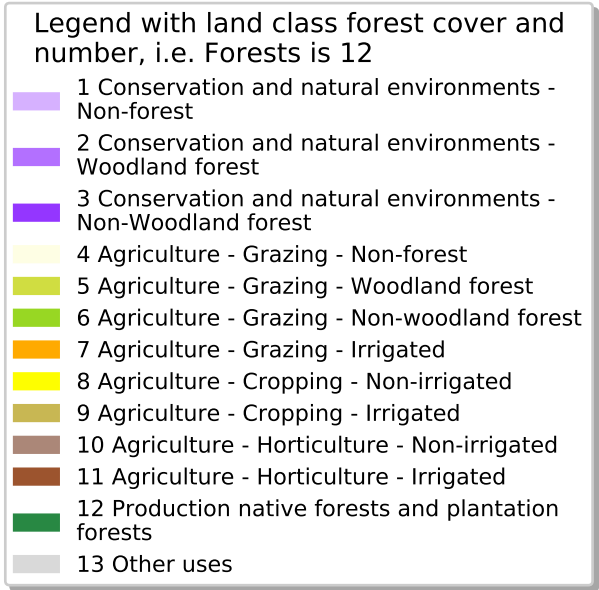 Legend with land class forest cover and
number, i.e. Forests is 12
1 Conservation and natural environments -
Non-forest
2 Conservation and natural environments -
Woodland forest
3 Conservation and natural environments -
Non-Woodland forest
4 Agriculture - Grazing - Non-forest
5 Agriculture - Grazing - Woodland forest
6 Agriculture - Grazing - Non-woodland forest
7 Agriculture - Grazing - Irrigated
8 Agriculture - Cropping - Non-irrigated
9 Agriculture - Cropping - Irrigated
10 Agriculture - Horticulture - Non-irrigated
11 Agriculture - Horticulture - Irrigated
12 Production native forests and plantation
forests
13 Other uses